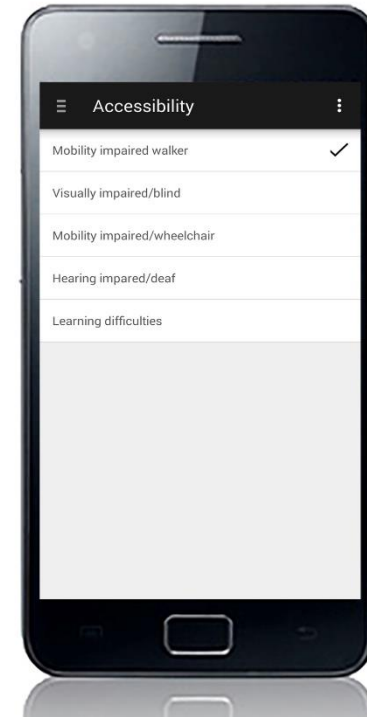 Accessibility
Mobility impaired walker
Visually impaired/blind
Mobility impaired/wheelchair
Hearing impared/deaf
Learning difficulties